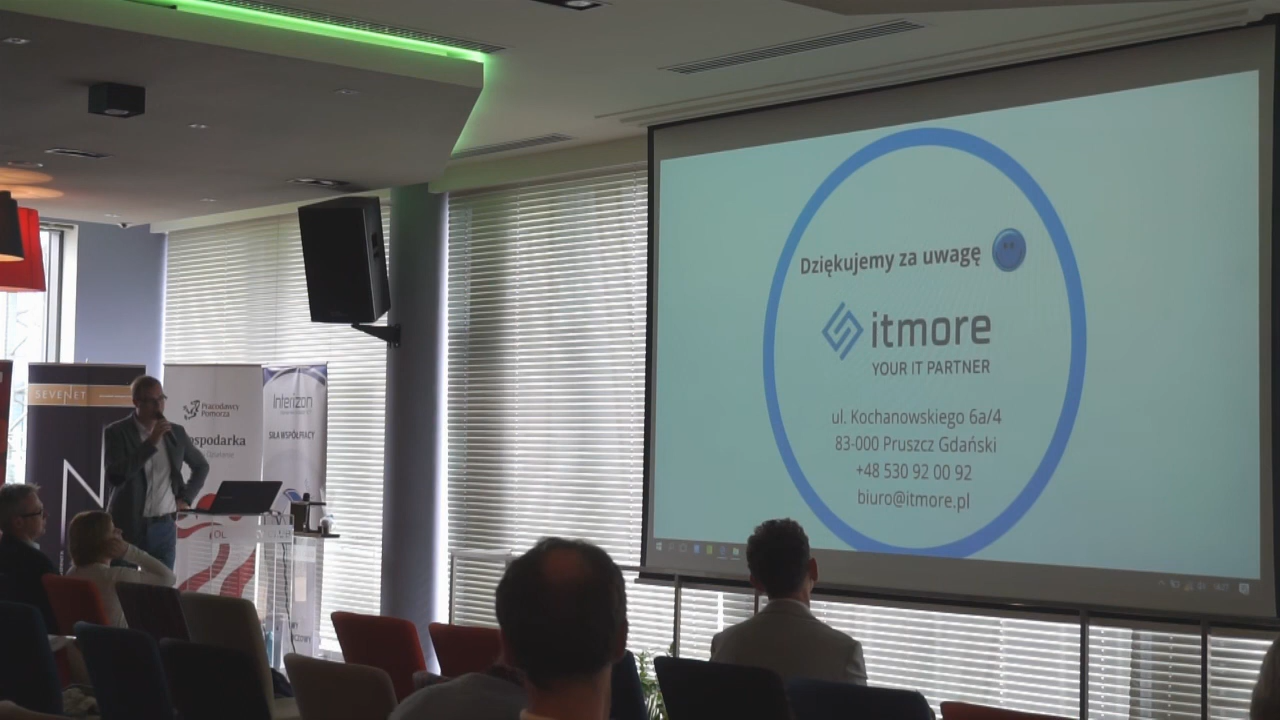 Dziękujemy za uwagę
itmore
YOUR IT PARTNER
ul. Kochanowskiego 6a/4
83-000 Pruszcz Gdański
+48 530 92 00 92
biuro@itmore.pl
SEVENET
N
Pracodawcy
Pomorza
ospodarka
Interizon
SIŁA WSPÓŁPRACY